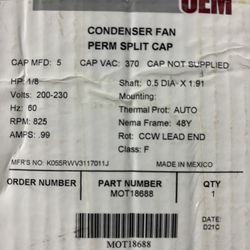 OEM
CONDENSER FAN
PERM SPLIT CAP
CAP MFD: 5 CAP VAC: 370 CAP NOT SUPPLIED
HP: 1/8 Shaft: 0.5 DIA X 1.91
Volts: 200-230 Mounting:
Hz: 60 Thermal Prot: AUTO
RPM: 825 Nema Frame: 48Y
AMPS: .99 Rot: CCW LEAD END
Class: F
MFR'S NO: K055RWV3117011J MADE IN MEXICO
ORDER NUMBER PART NUMBER QTY
MOT18688 1
DATE:
D21C
MOT18688